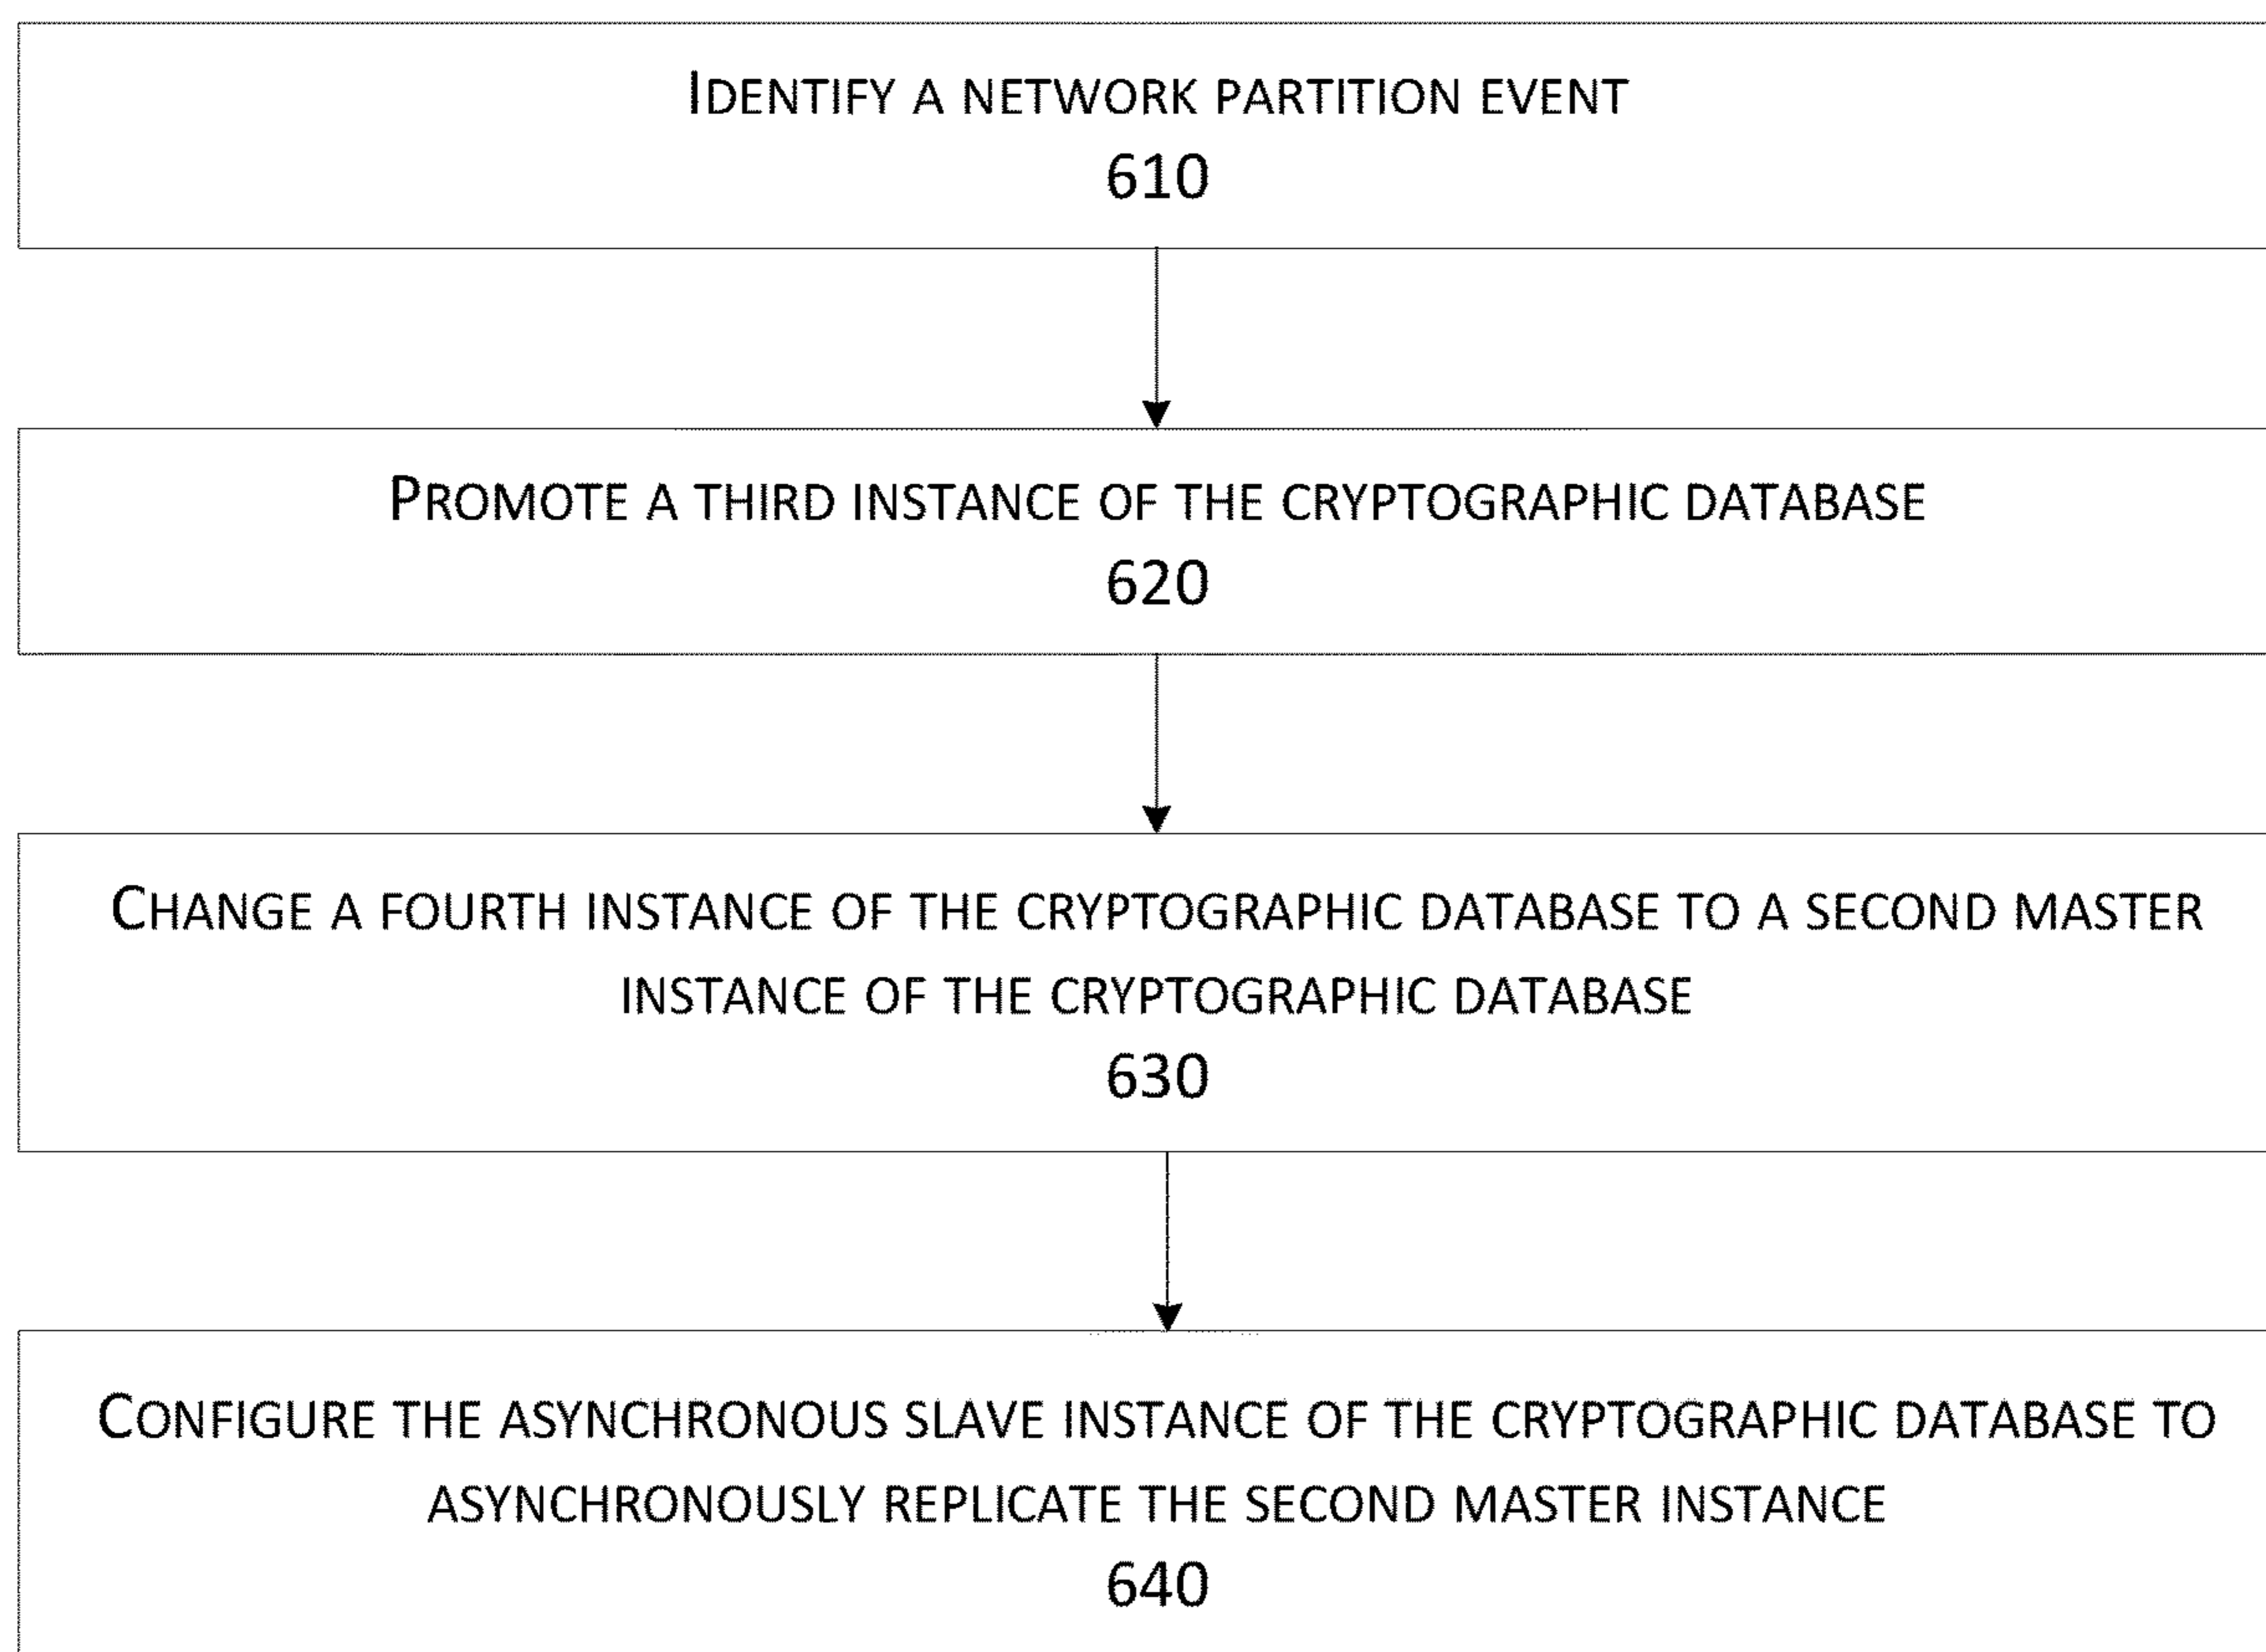 IDENTIFY A NETWORK PARTITION EVENT
610
PROMOTE A THIRD INSTANCE OF THE CRYPTOGRAPHIC DATABASE
620
CHANGE A FOURTH INSTANCE OF THE CRYPTOGRAPHIC DATABASE TO A SECOND MASTER
INSTANCE OF THE CRYPTOGRAPHIC DATABASE
630
CONFIGURE THE ASYNCHRONOUS SLAVE INSTANCE OF THE CRYPTOGRAPHIC DATABASE TO
ASYNCHRONOUSLY REPLICATE THE SECOND MASTER INSTANCE
640